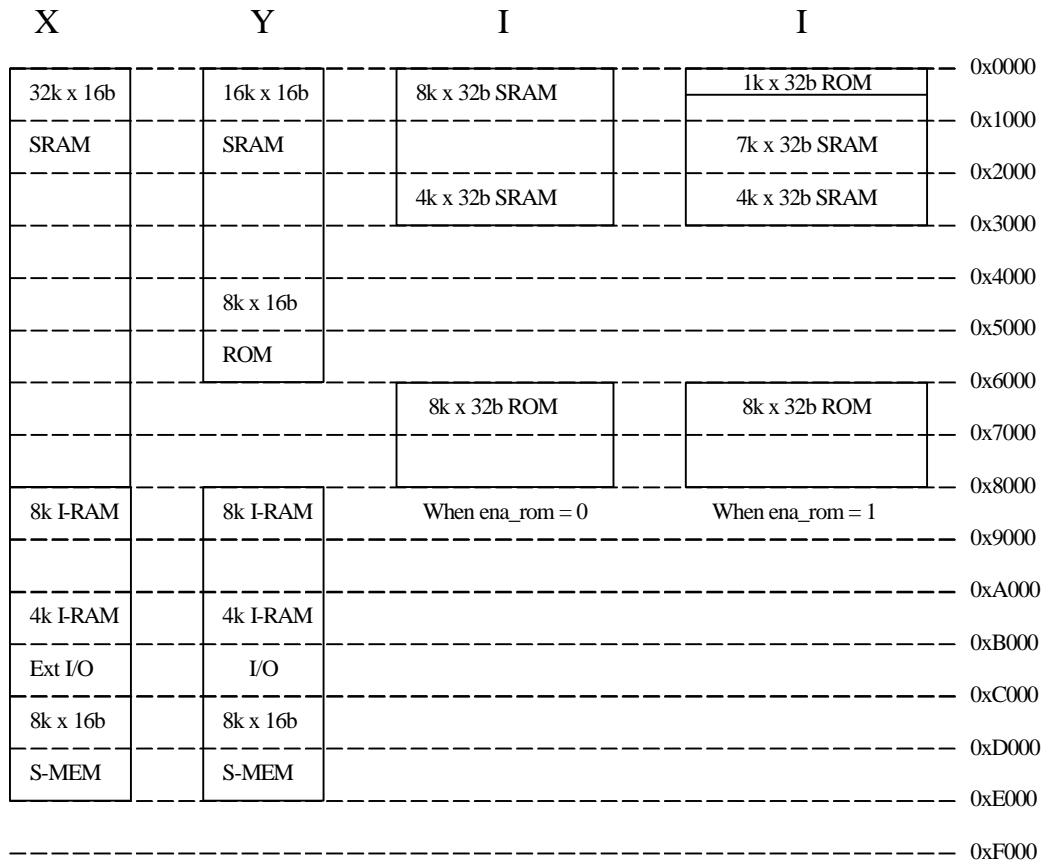 X Y I I
0x0000
32k x 16b 16k x 16b 8k x 32b SRAM 1k x 32b ROM
0x1000
SRAM SRAM 7k x 32b SRAM
0x2000
4k x 32b SRAM 4k x 32b SRAM
0x3000
0x4000
8k x 16b
0x5000
ROM
0x6000
8k x 32b ROM 8k x 32b ROM
0x7000
0x8000
8k I-RAM 8k I-RAM When ena_rom = 0 When ena_rom = 1
0x9000
0xA000
4k I-RAM 4k I-RAM
0xB000
Ext I/O I/O
0xC000
8k x 16b 8k x 16b
0xD000
S-MEM S-MEM
0xE000
0xF000